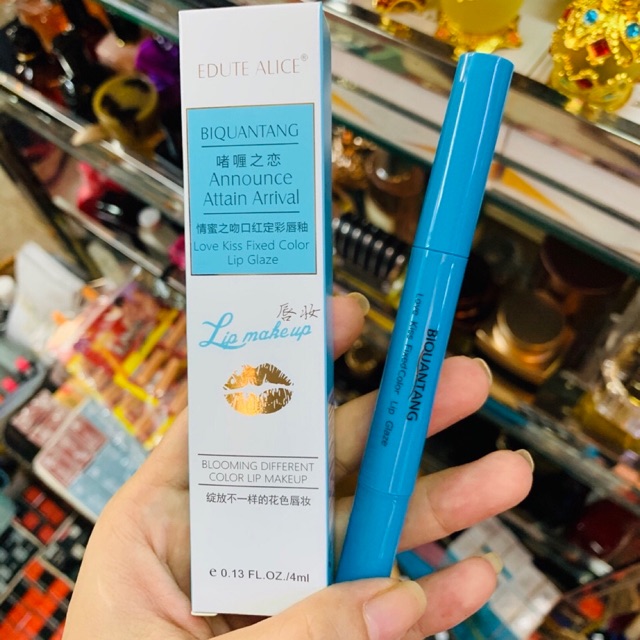 EDUTE ALICE®
BIQUANTANG
啫喱之恋
Announce
Attain Arrival
情蜜之吻口红定彩唇釉
Love Kiss Fixed Color
Lip Glaze
唇妆
Lip makeup
BLOOMING DIFFERENT
COLOR LIP MAKEUP
绽放不一样的花色唇妆
e 0.13 FL.OZ./4ml
BIQUANTANG
Love Kiss Fixed Color Lip Glaze